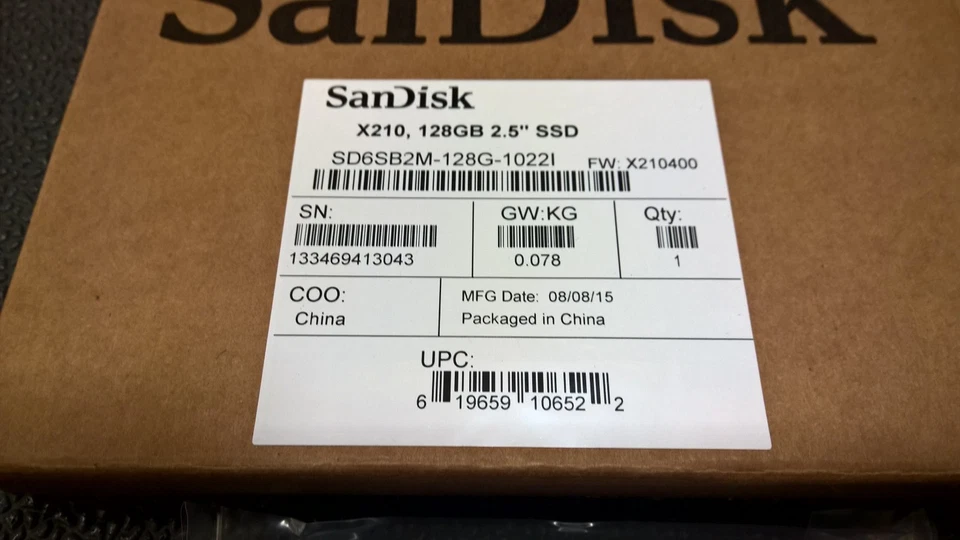 SanDisk
SanDisk
X210, 128GB 2.5" SSD
SD6SB2M-128G-1022I FW: X210400
SN: GW:KG Qty:
133469413043 0.078 1
COO: MFG Date: 08/08/15
China Packaged in China
UPC:
6 19659 10652 2